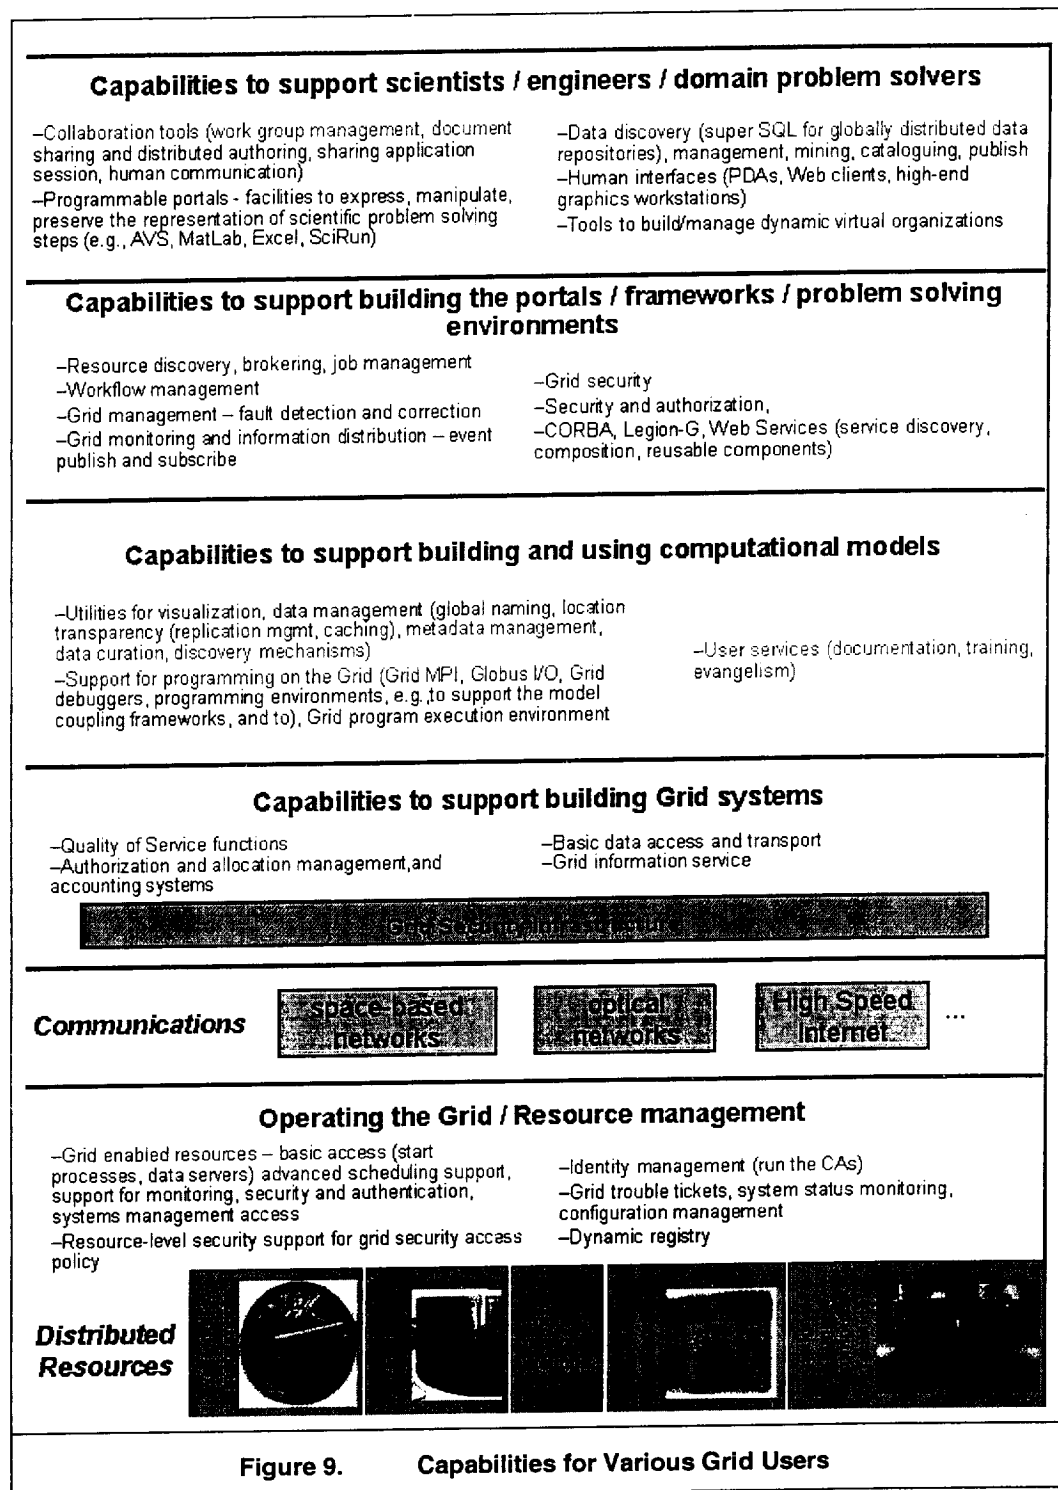 Capabilities to support scientists / engineers / domain problem solvers
–Collaboration tools (work group management, document
sharing and distributed authoring, sharing application
session, human communication)
–Programmable portals - facilities to express, manipulate,
preserve the representation of scientific problem solving
steps (e.g., AVS, MatLab, Excel, SciRun)
–Data discovery (super SQL for globally distributed data
repositories), management, mining, cataloguing, publish
–Human interfaces (PDAs, Web clients, high-end
graphics workstations)
–Tools to build/manage dynamic virtual organizations
Capabilities to support building the portals / frameworks / problem solving
environments
–Resource discovery, brokering, job management
–Workflow management
–Grid management – fault detection and correction
–Grid monitoring and information distribution – event
publish and subscribe
–Grid security
–Security and authorization,
–CORBA, Legion-G, Web Services (service discovery,
composition, reusable components)
Capabilities to support building and using computational models
–Utilities for visualization, data management (global naming, location
transparency (replication mgmt, caching), metadata management,
data curation, discovery mechanisms)
–Support for programming on the Grid (Grid MPI, Globus I/O, Grid
debuggers, programming environments, e.g.,to support the model
coupling frameworks, and to), Grid program execution environment
–User services (documentation, training,
evangelism)
Capabilities to support building Grid systems
–Quality of Service functions
–Authorization and allocation management,and
accounting systems
–Basic data access and transport
–Grid information service
Grid Security Infrastructure
Communications
space-based
networks
optical
networks
High Speed
Internet
...
Operating the Grid / Resource management
–Grid enabled resources – basic access (start
processes, data servers) advanced scheduling support,
support for monitoring, security and authentication,
systems management access
–Resource-level security support for grid security access
policy
–Identity management (run the CAs)
–Grid trouble tickets, system status monitoring,
configuration management
–Dynamic registry
Distributed
Resources
Figure 9. Capabilities for Various Grid Users